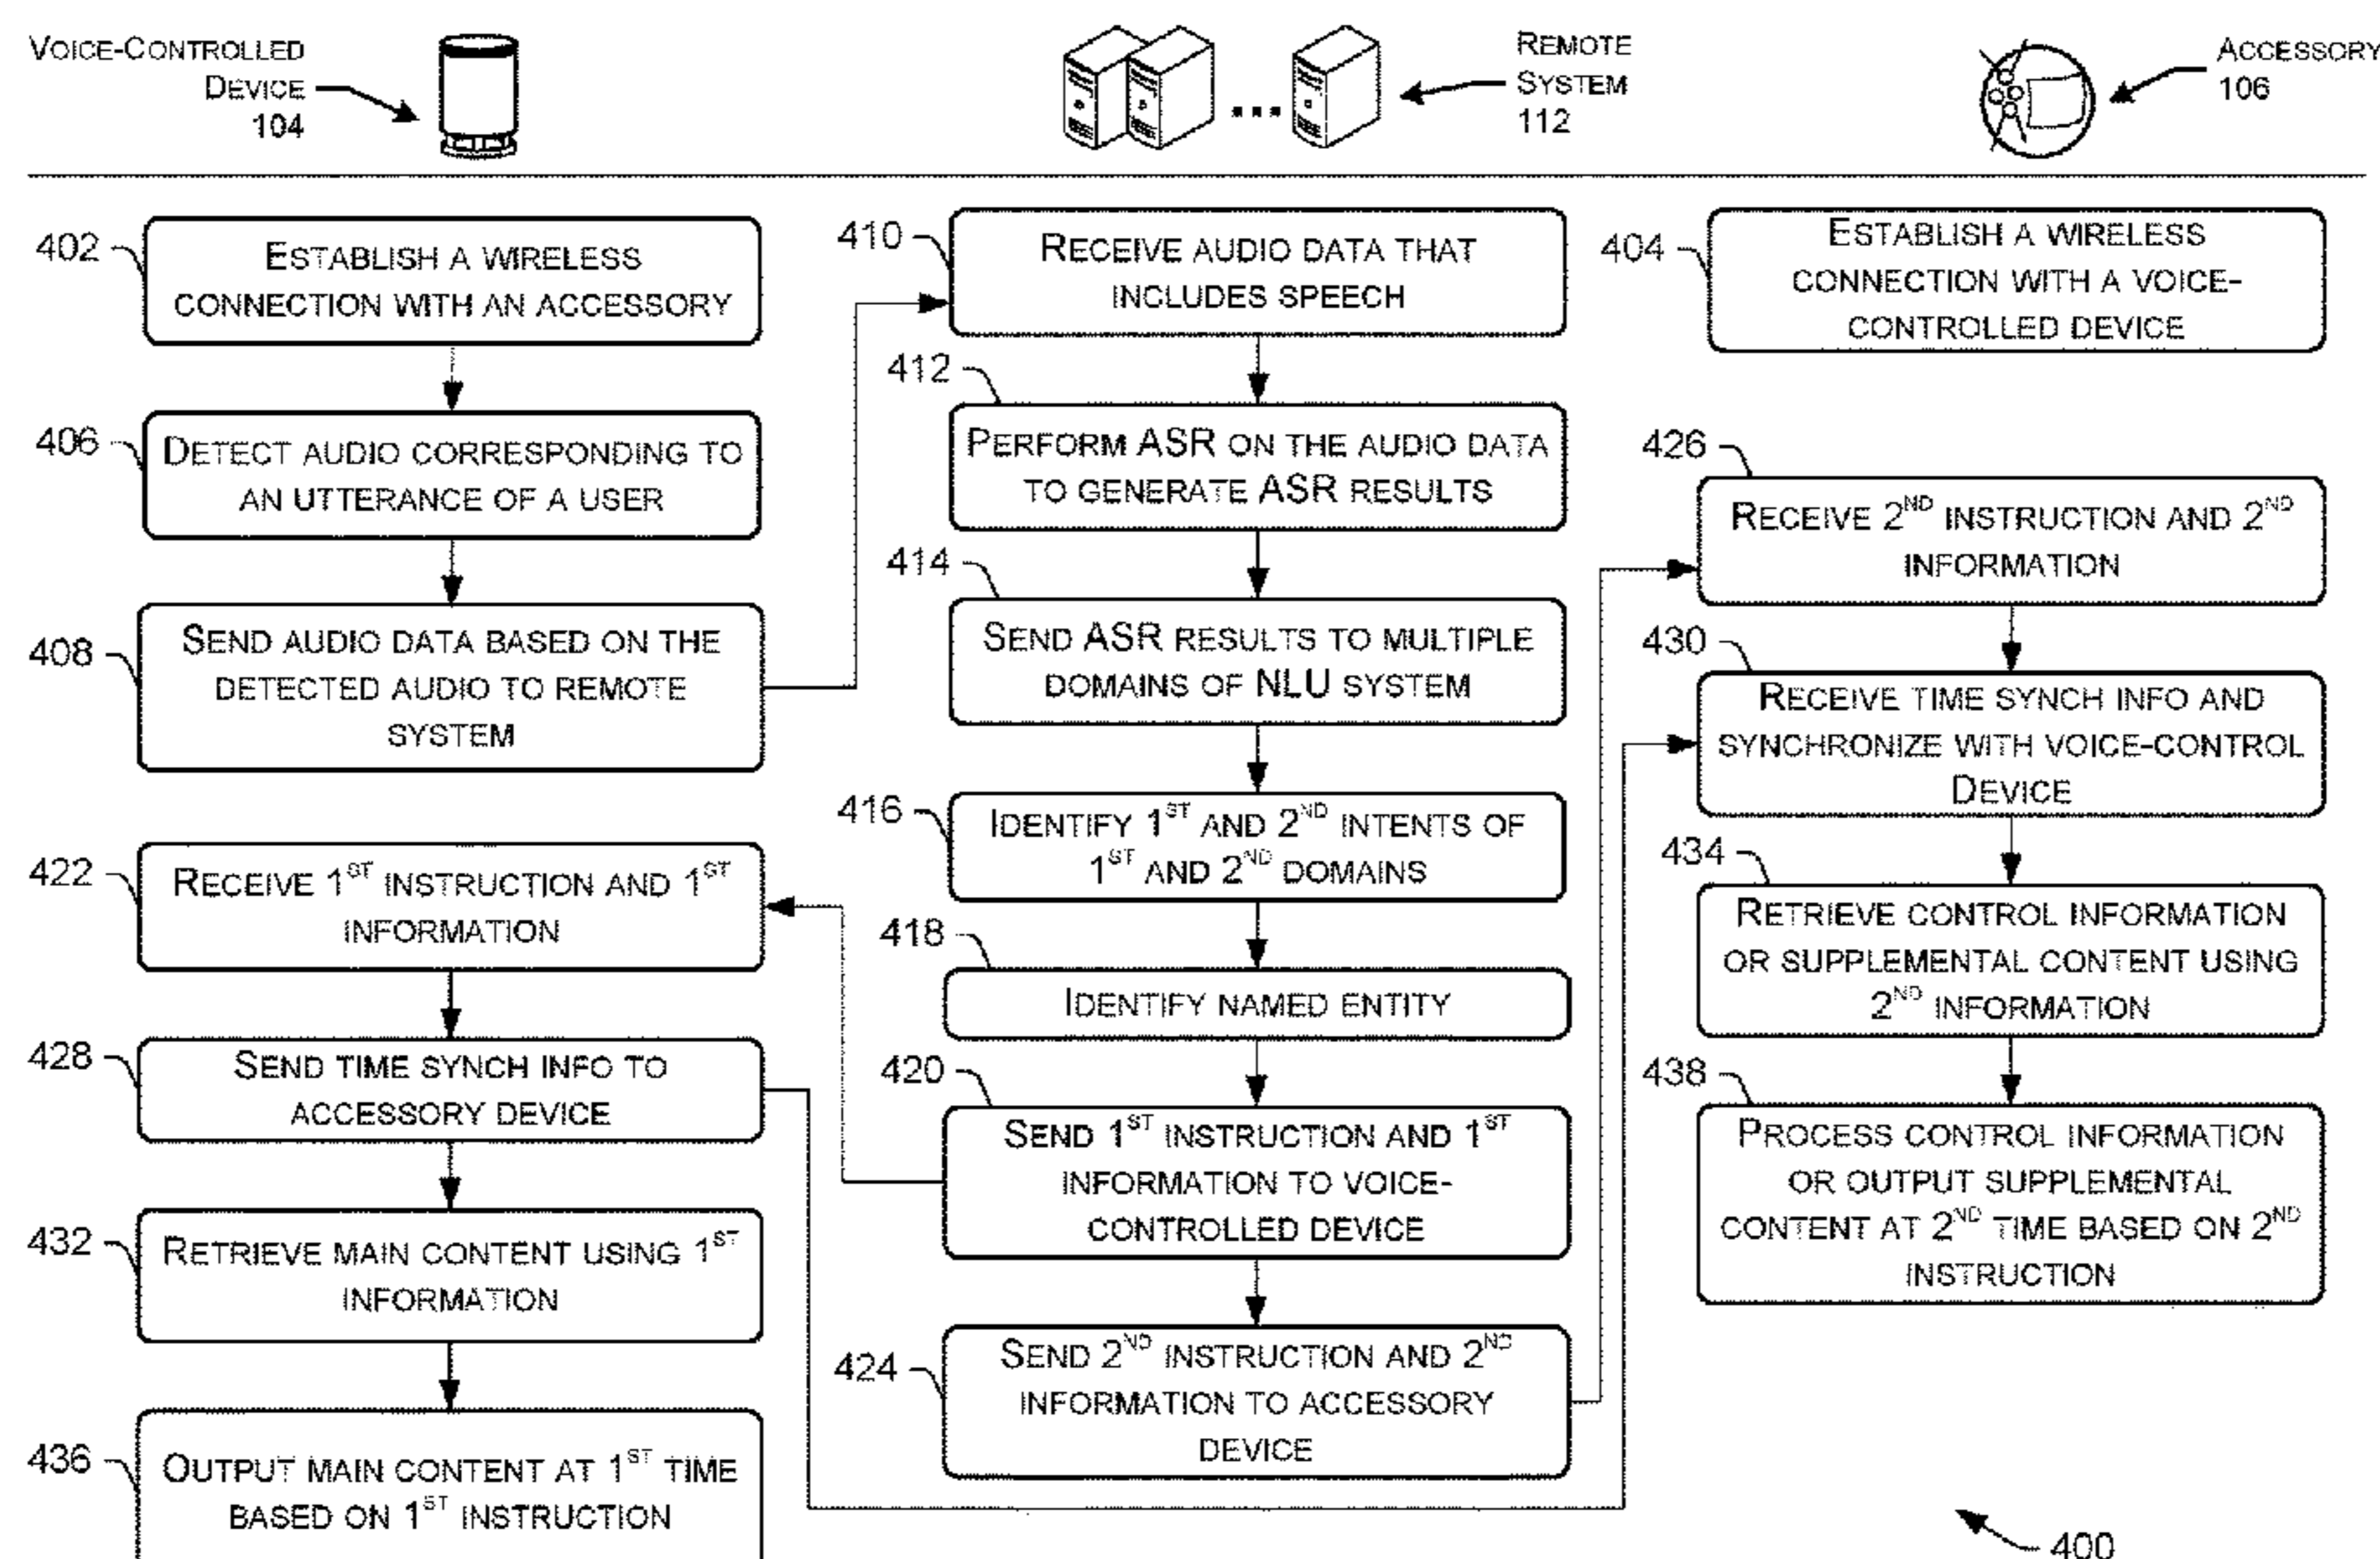 VOICE-CONTROLLED
DEVICE
104
REMOTE
SYSTEM
112
ACCESSORY
106
402
ESTABLISH A WIRELESS
CONNECTION WITH AN ACCESSORY
406
DETECT AUDIO CORRESPONDING TO
AN UTTERANCE OF A USER
408
SEND AUDIO DATA BASED ON THE
DETECTED AUDIO TO REMOTE
SYSTEM
422
RECEIVE 1ST INSTRUCTION AND 1ST
INFORMATION
428
SEND TIME SYNCH INFO TO
ACCESSORY DEVICE
432
RETRIEVE MAIN CONTENT USING 1ST
INFORMATION
436
OUTPUT MAIN CONTENT AT 1ST TIME
BASED ON 1ST INSTRUCTION
410
RECEIVE AUDIO DATA THAT
INCLUDES SPEECH
412
PERFORM ASR ON THE AUDIO DATA
TO GENERATE ASR RESULTS
414
SEND ASR RESULTS TO MULTIPLE
DOMAINS OF NLU SYSTEM
416
IDENTIFY 1ST AND 2ND INTENTS OF
1ST AND 2ND DOMAINS
418
IDENTIFY NAMED ENTITY
420
SEND 1ST INSTRUCTION AND 1ST
INFORMATION TO VOICE-
CONTROLLED DEVICE
424
SEND 2ND INSTRUCTION AND 2ND
INFORMATION TO ACCESSORY
DEVICE
404
ESTABLISH A WIRELESS
CONNECTION WITH A VOICE-
CONTROLLED DEVICE
426
RECEIVE 2ND INSTRUCTION AND 2ND
INFORMATION
430
RECEIVE TIME SYNCH INFO AND
SYNCHRONIZE WITH VOICE-CONTROL
DEVICE
434
RETRIEVE CONTROL INFORMATION
OR SUPPLEMENTAL CONTENT USING
2ND INFORMATION
438
PROCESS CONTROL INFORMATION
OR OUTPUT SUPPLEMENTAL
CONTENT AT 2ND TIME BASED ON 2ND
INSTRUCTION
400